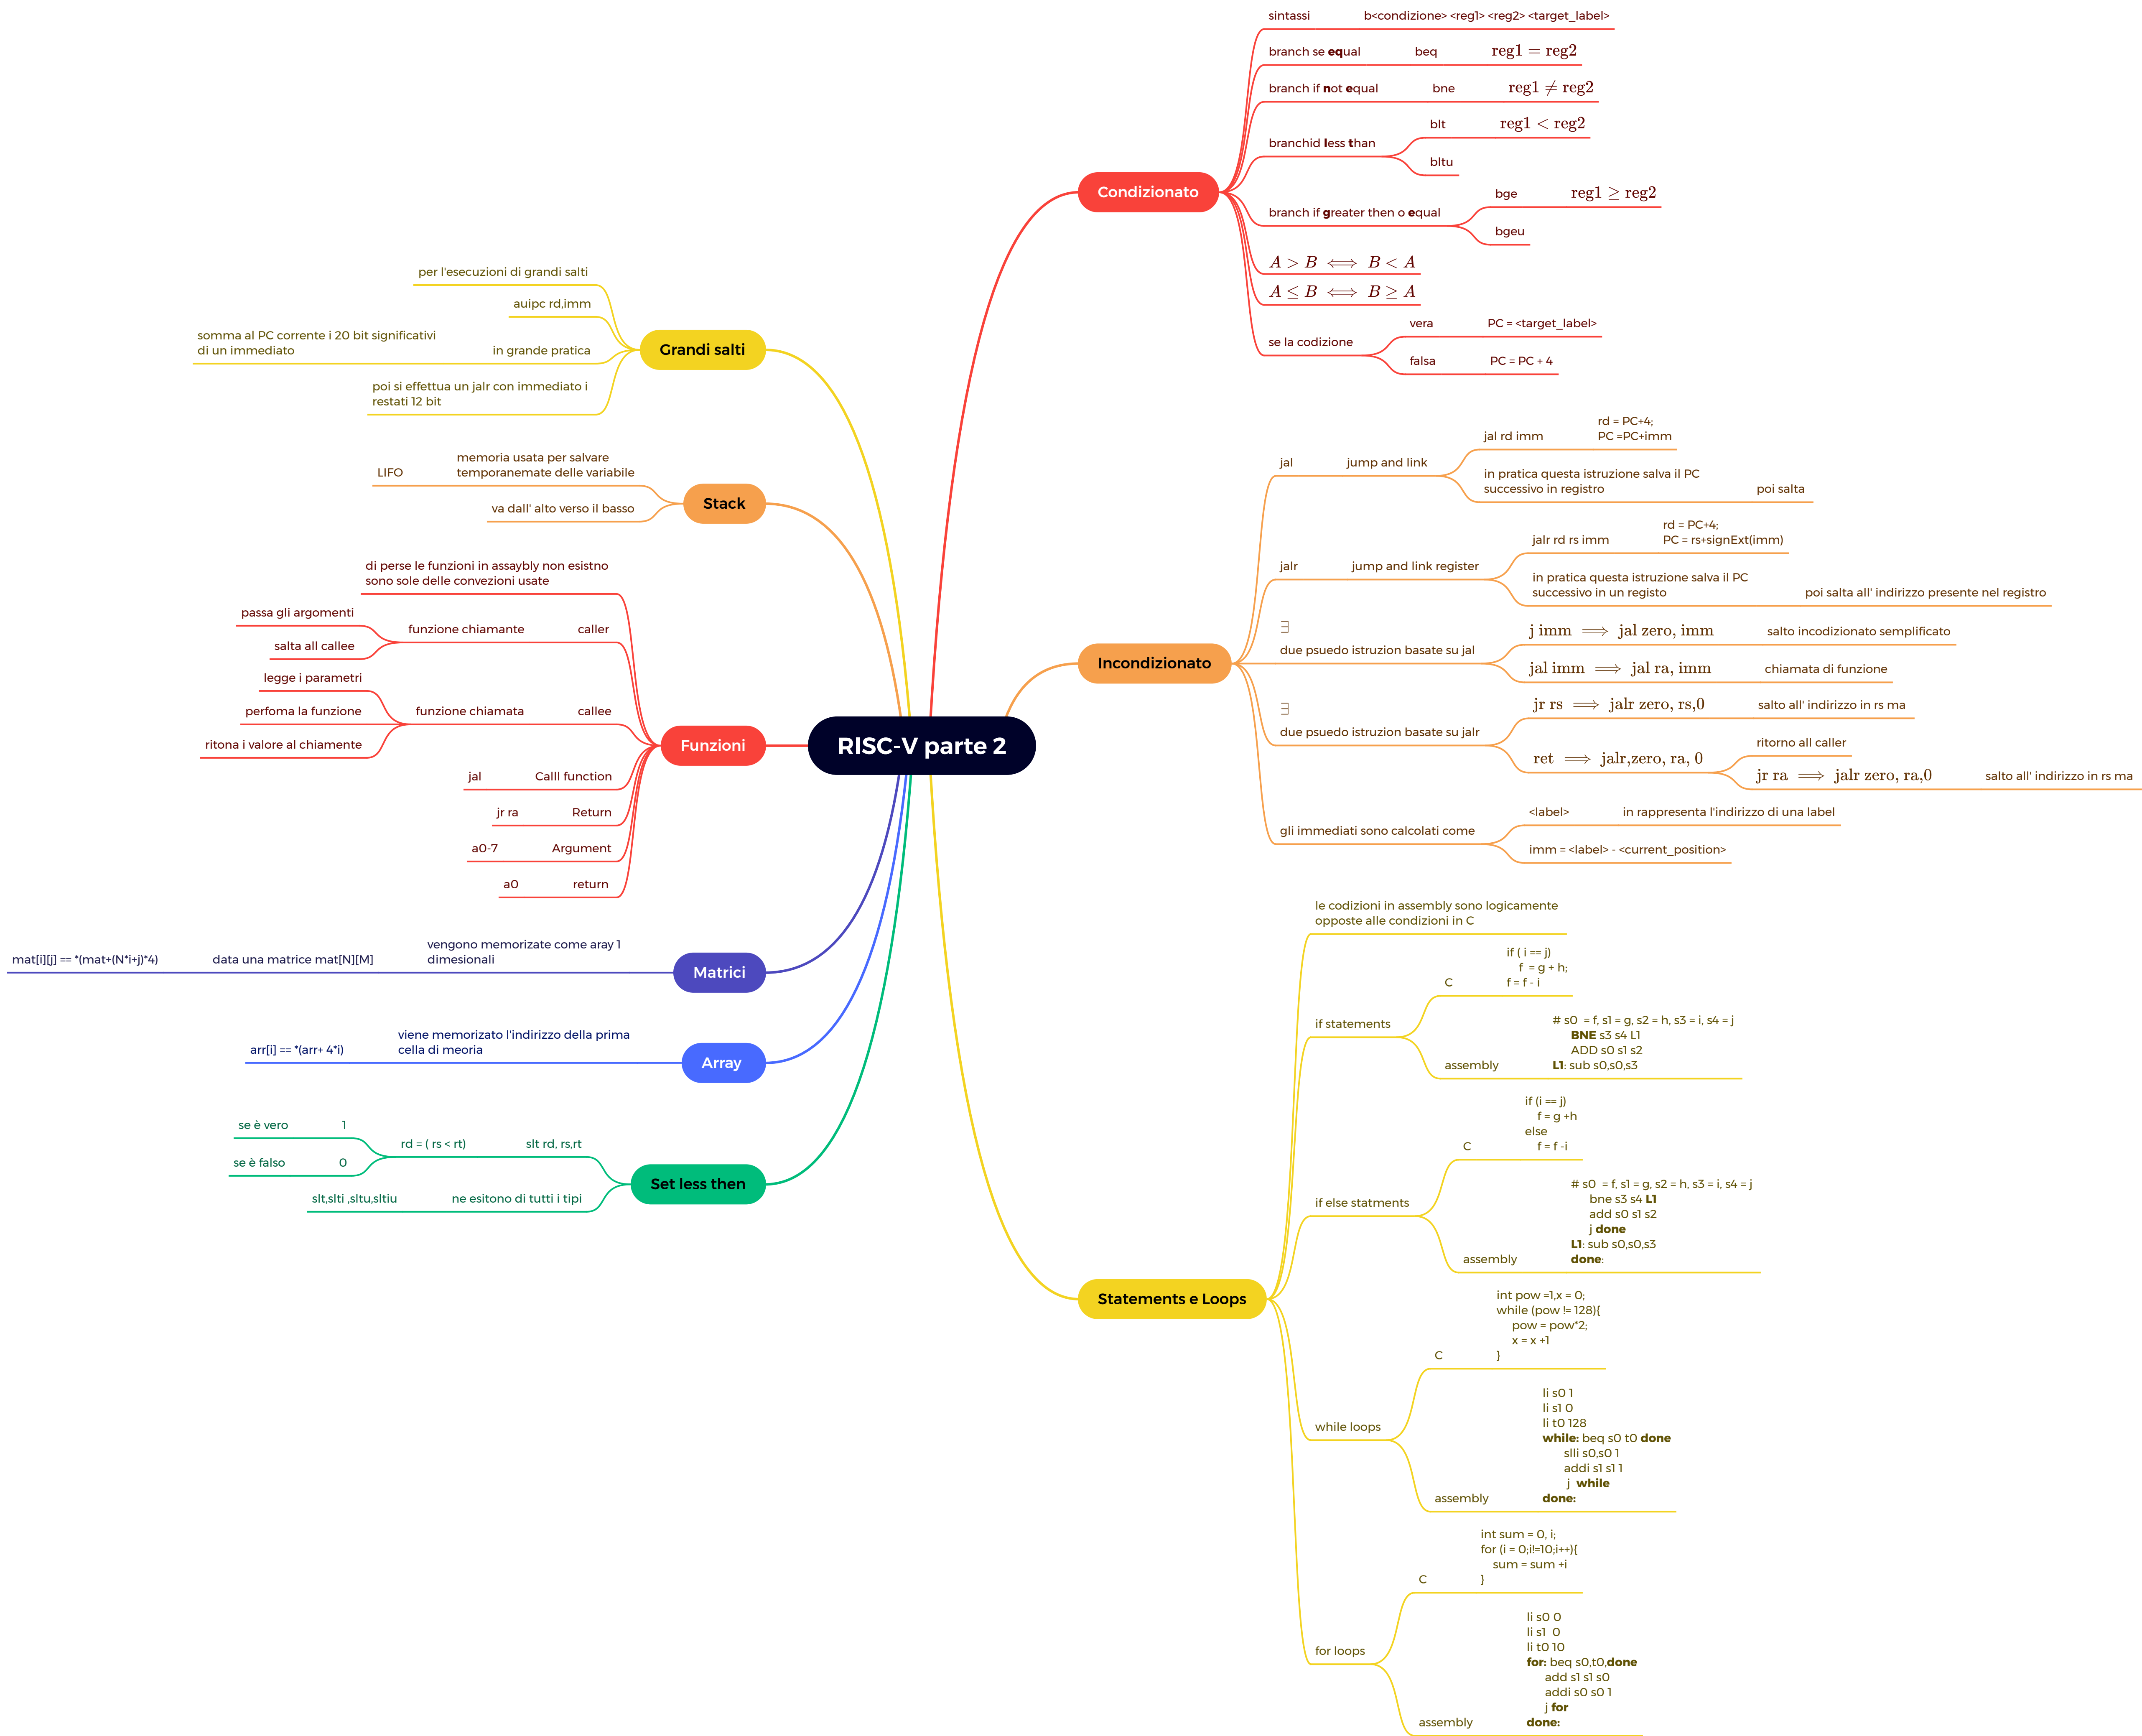 RISC-V parte 2
Condizionato
sintassi b<condizione> <reg1> <reg2> <target_label>
branch se equal beq reg1 = reg2
branch if not equal bne reg1 ≠ reg2
branchid less than
blt reg1 < reg2
bltu
branch if greater then o equal
bge reg1 ≥ reg2
bgeu
A > B ⟺ B < A
A ≤ B ⟺ B ≥ A
se la codizione
vera PC = <target_label>
falsa PC = PC + 4
Incondizionato
jal jump and link
jal rd imm
rd = PC+4;
PC =PC+imm
in pratica questa istruzione salva il PC
successivo in registro poi salta
jalr jump and link register
jalr rd rs imm
rd = PC+4;
PC = rs+signExt(imm)
in pratica questa istruzione salva il PC
successivo in un registo poi salta all' indirizzo presente nel registro
∃
due psuedo istruzion basate su jal
j imm ⟹ jal zero, imm salto incodizionato semplificato
jal imm ⟹ jal ra, imm chiamata di funzione
∃
due psuedo istruzion basate su jalr
jr rs ⟹ jalr zero, rs,0 salto all' indirizzo in rs ma
ret ⟹ jalr,zero, ra, 0
ritorno all caller
jr ra ⟹ jalr zero, ra,0 salto all' indirizzo in rs ma
gli immediati sono calcolati come
<label> in rappresenta l'indirizzo di una label
imm = <label> - <current_position>
Statements e Loops
le codizioni in assembly sono logicamente
opposte alle condizioni in C
if statements
C
if ( i == j)
f = g + h;
f = f - i
assembly
# s0 = f, s1 = g, s2 = h, s3 = i, s4 = j
BNE s3 s4 L1
ADD s0 s1 s2
L1: sub s0,s0,s3
if else statments
C
if (i == j)
f = g +h
else
f = f -i
assembly
# s0 = f, s1 = g, s2 = h, s3 = i, s4 = j
bne s3 s4 L1
add s0 s1 s2
j done
L1: sub s0,s0,s3
done:
while loops
C
int pow =1,x = 0;
while (pow != 128){
pow = pow*2;
x = x +1
}
assembly
li s0 1
li s1 0
li t0 128
while: beq s0 t0 done
slli s0,s0 1
addi s1 s1 1
j while
done:
for loops
C
int sum = 0, i;
for (i = 0;i!=10;i++){
sum = sum +i
}
assembly
li s0 0
li s1 0
li t0 10
for: beq s0,t0,done
add s1 s1 s0
addi s0 s0 1
j for
done:
Grandi salti
per l'esecuzioni di grandi salti
auipc rd,imm
in grande pratica
somma al PC corrente i 20 bit significativi
di un immediato
poi si effettua un jalr con immediato i
restati 12 bit
Stack
memoria usata per salvare
temporanemate delle variabile
LIFO
va dall' alto verso il basso
Funzioni
di perse le funzioni in assaybly non esistno
sono sole delle convezioni usate
caller funzione chiamante
passa gli argomenti
salta all callee
callee funzione chiamata
legge i parametri
perfoma la funzione
ritona i valore al chiamente
Calll function jal
Return jr ra
Argument a0-7
return a0
Matrici
vengono memorizate come aray 1
dimesionali
data una matrice mat[N][M]
mat[i][j] == *(mat+(N*i+j)*4)
Array
viene memorizato l'indirizzo della prima
cella di meoria
arr[i] == *(arr+ 4*i)
Set less then
slt rd, rs,rt
rd = ( rs < rt)
1 se è vero
0 se è falso
ne esitono di tutti i tipi
slt,slti ,sltu,sltiu